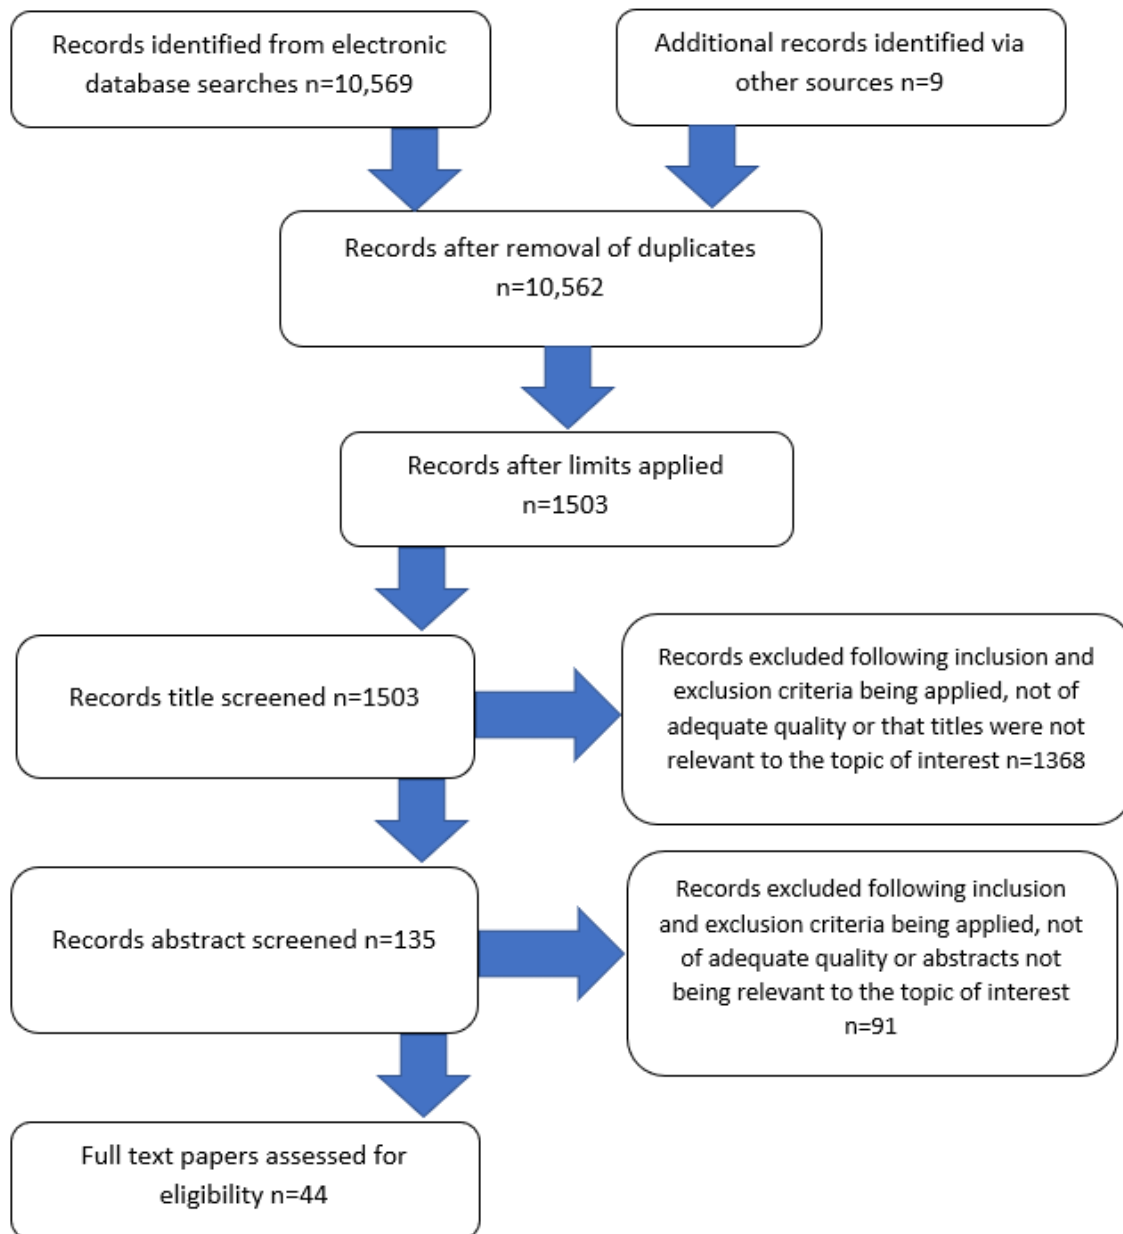 Records identified from electronic
database searches n=10,569
Additional records identified via
other sources n=9
Records after removal of duplicates
n=10,562
Records after limits applied
n=1503
Records title screened n=1503
Records excluded following inclusion and
exclusion criteria being applied, not of
adequate quality or that titles were not
relevant to the topic of interest n=1368
Records abstract screened n=135
Records excluded following inclusion
and exclusion criteria being applied, not
of adequate quality or abstracts not
being relevant to the topic of interest
n=91
Full text papers assessed for
eligibility n=44